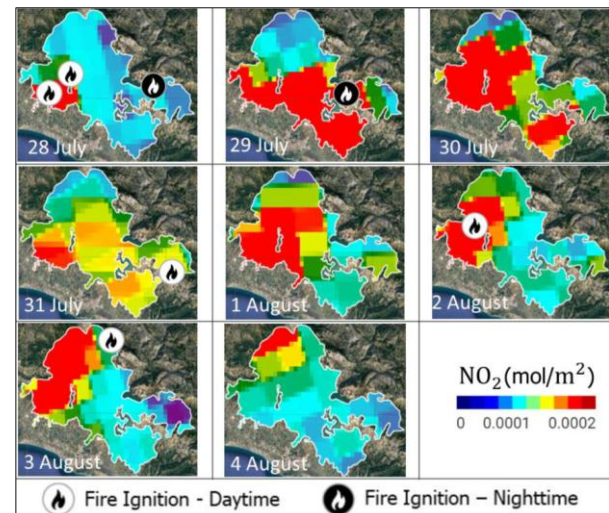 28 July
29 July
30 July
31 July
1 August
2 August
3 August
4 August
NO₂(mol/m²)
0 0.0001 0.0002
Fire Ignition - Daytime
Fire Ignition – Nighttime